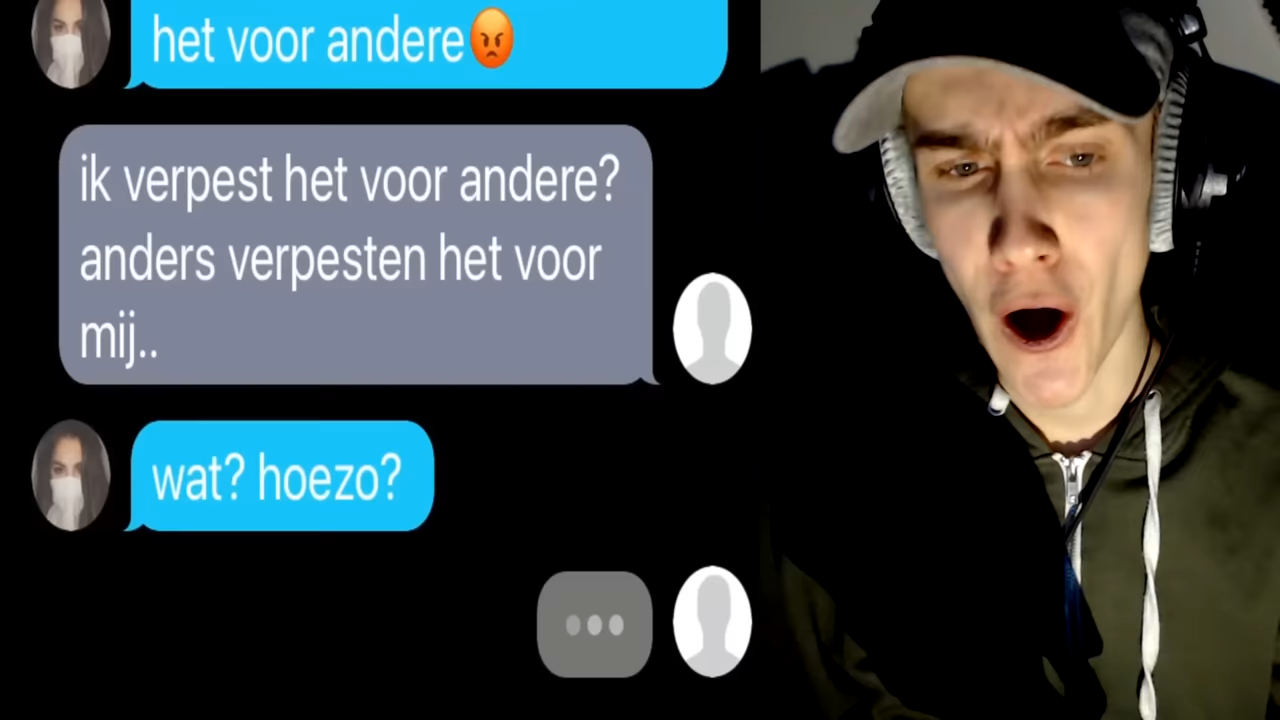 het voor andere😡
ik verpest het voor andere?
anders verpesten het voor
mij..
wat? hoezo?